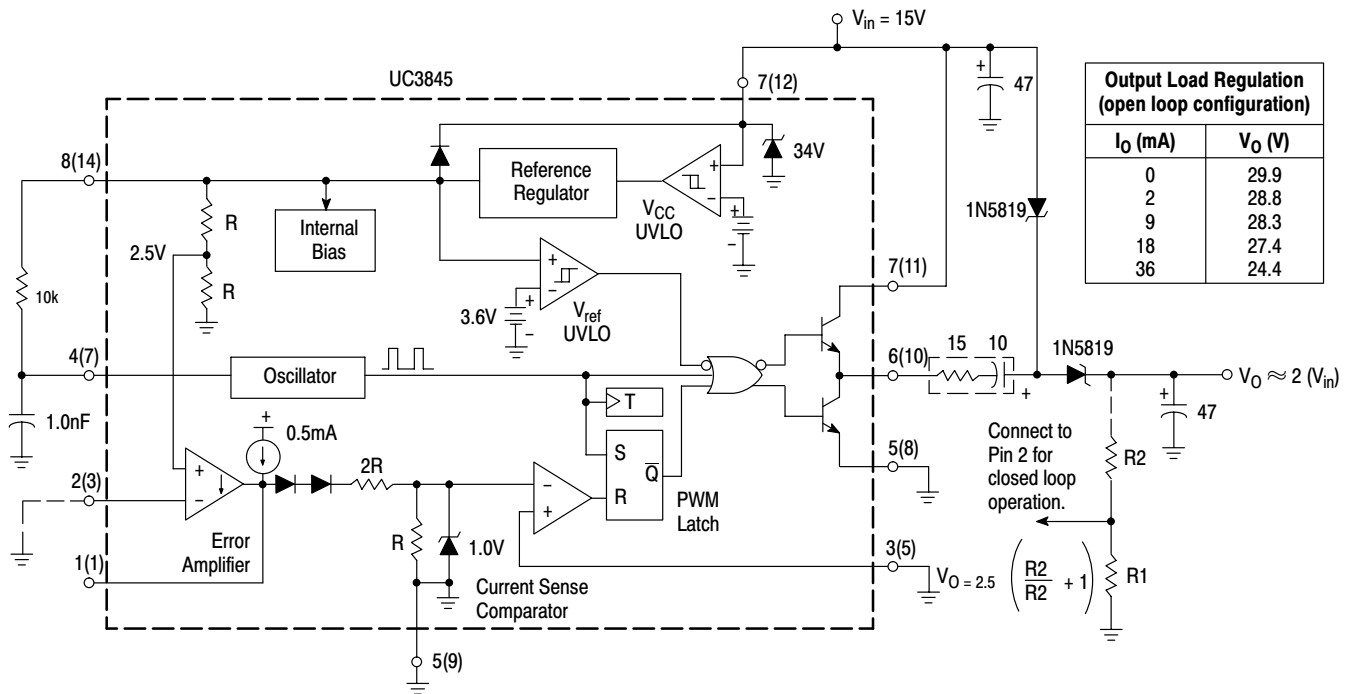 V_in = 15V
UC3845
7(12)
+
47
Output Load Regulation
(open loop configuration)
I_O (mA) V_O (V)
0 29.9
2 28.8
9 28.3
18 27.4
36 24.4
8(14)
34V
Reference
Regulator
+
-
V_CC
UVLO
+
-
1N5819
R
Internal
Bias
2.5V
R
10k
+
-
+
3.6V
-
V_ref
UVLO
7(11)
4(7)
Oscillator
6(10)
15
10
+
1N5819
V_O ≈ 2 (V_in)
T
1.0nF
+
0.5mA
+
47
Connect to
Pin 2 for
closed loop
operation.
R2
2R
S
Q̅
R
PWM
Latch
5(8)
2(3)
+
-
-
+
Error
Amplifier
R
1.0V
3(5)
1(1)
Current Sense
Comparator
V_O = 2.5 (R2/R2 + 1)
R1
5(9)